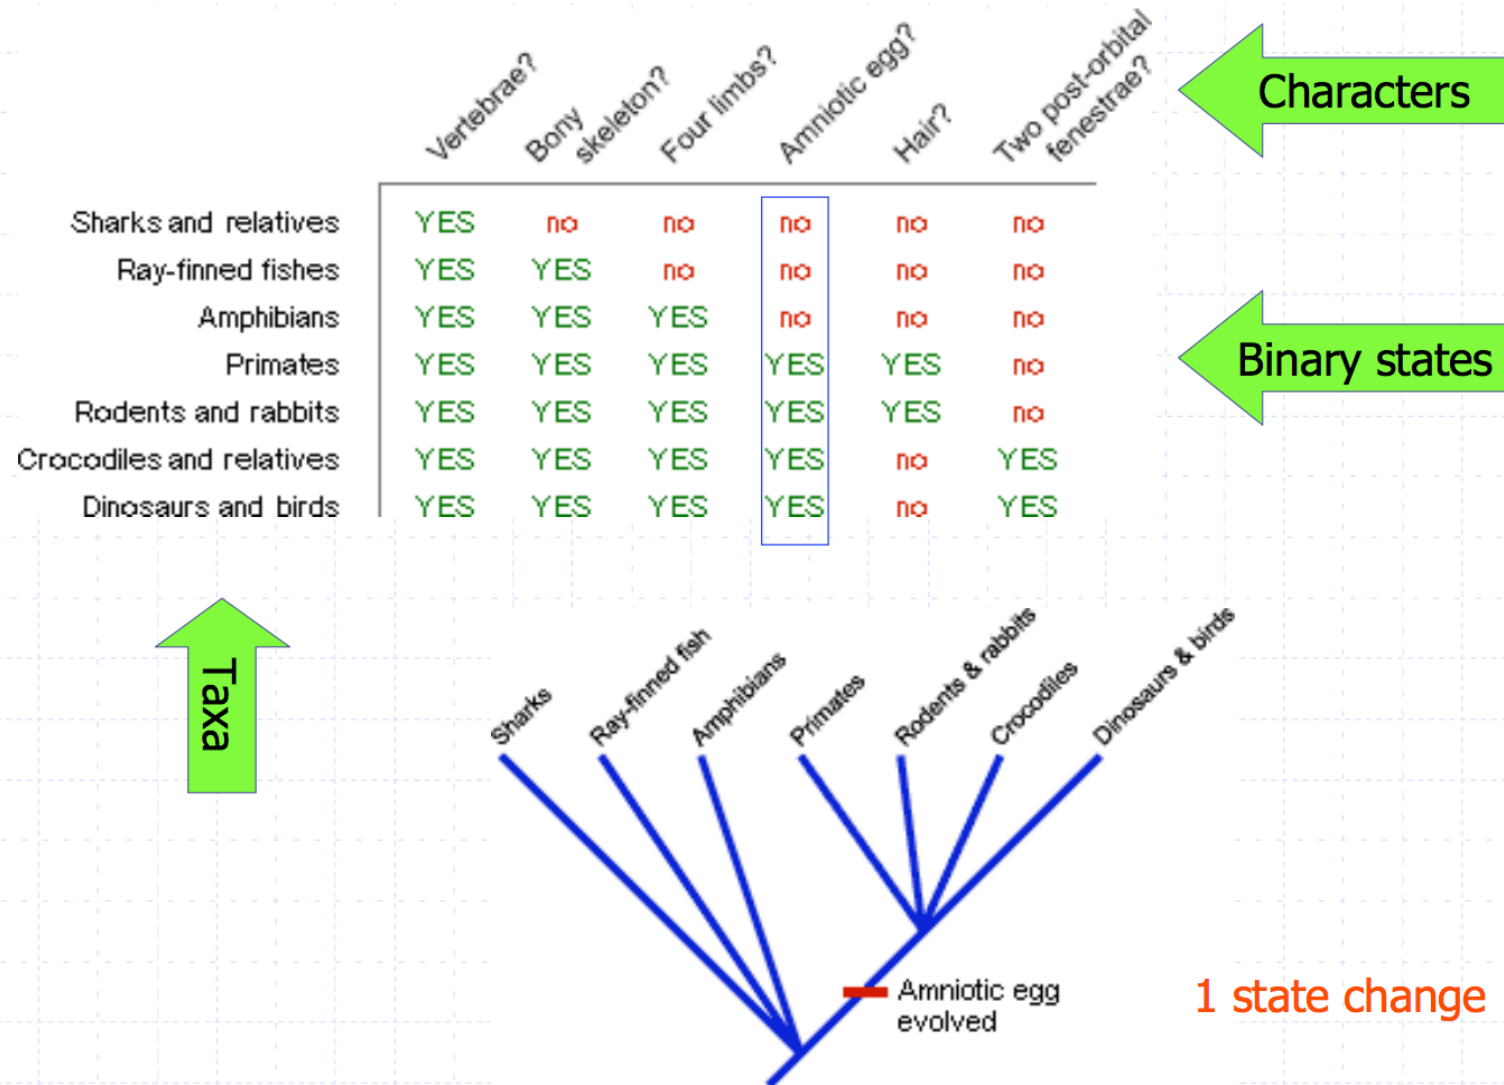 Vertebrae?
Bony
skeleton?
Four limbs?
Amniotic egg?
Hair?
Two post-orbital
fenestrae?
Characters
Sharks and relatives YES no no no no no
Ray-finned fishes YES YES no no no no
Amphibians YES YES YES no no no
Primates YES YES YES YES YES no
Rodents and rabbits YES YES YES YES YES no
Crocodiles and relatives YES YES YES YES no YES
Dinosaurs and birds YES YES YES YES no YES
Binary states
Taxa
Sharks
Ray-finned fish
Amphibians
Primates
Rodents & rabbits
Crocodiles
Dinosaurs & birds
Amniotic egg
evolved
1 state change